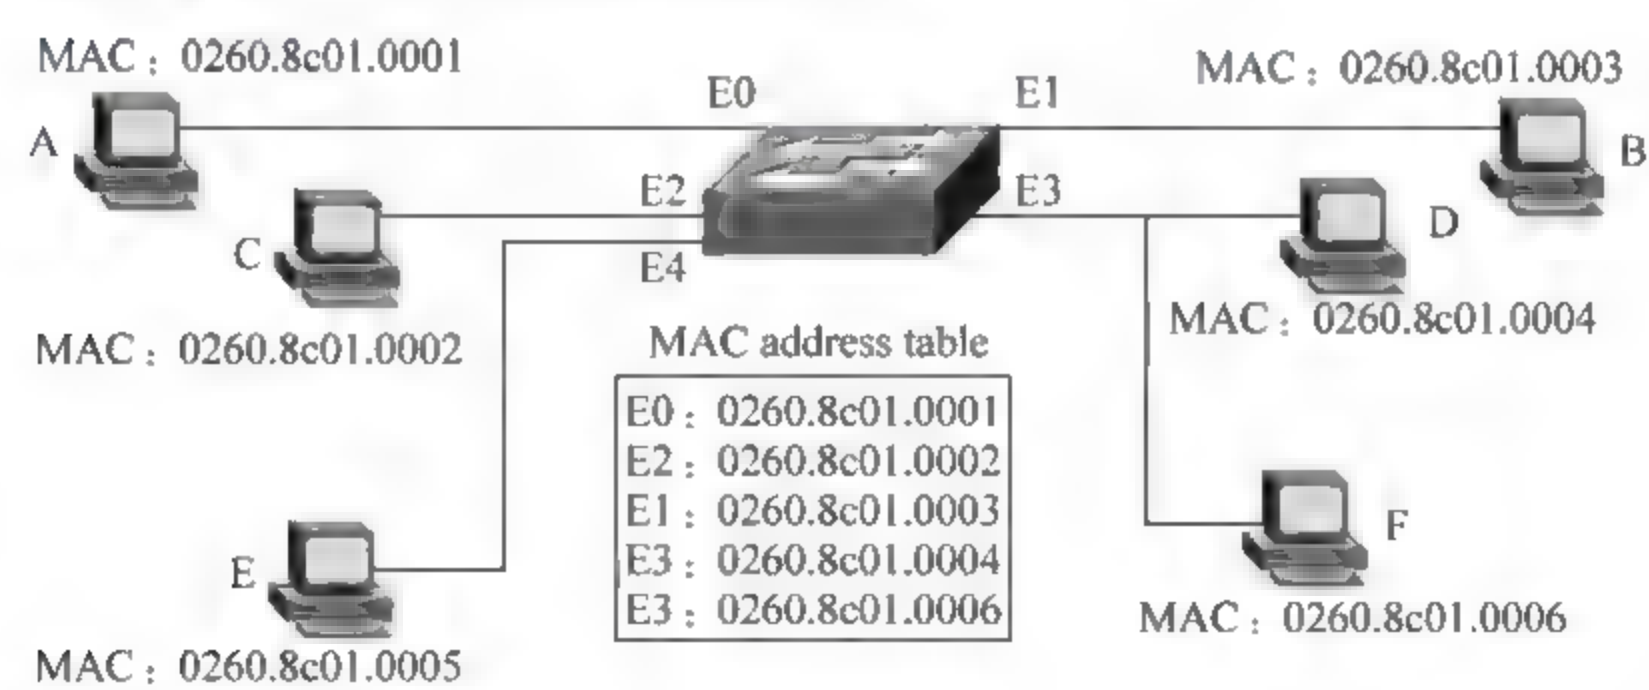 MAC：0260.8c01.0001
MAC：0260.8c01.0003
E0
E1
A
B
E2
E3
C
D
E4
MAC：0260.8c01.0004
MAC：0260.8c01.0002
MAC address table
E0：0260.8c01.0001
E2：0260.8c01.0002
E1：0260.8c01.0003
E3：0260.8c01.0004
E3：0260.8c01.0006
E
F
MAC：0260.8c01.0006
MAC：0260.8c01.0005